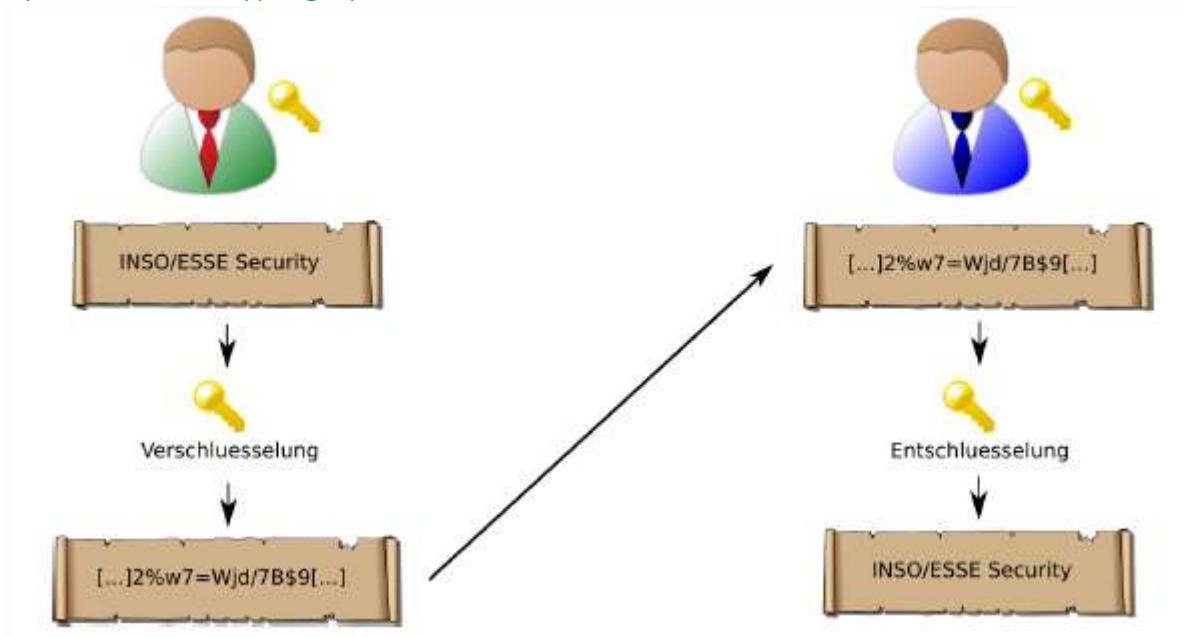 INSO/ESSE Security
Verschluesselung
[...]2%w7=Wjd/7B$9[...]
[...]2%w7=Wjd/7B$9[...]
Entschluesselung
INSO/ESSE Security